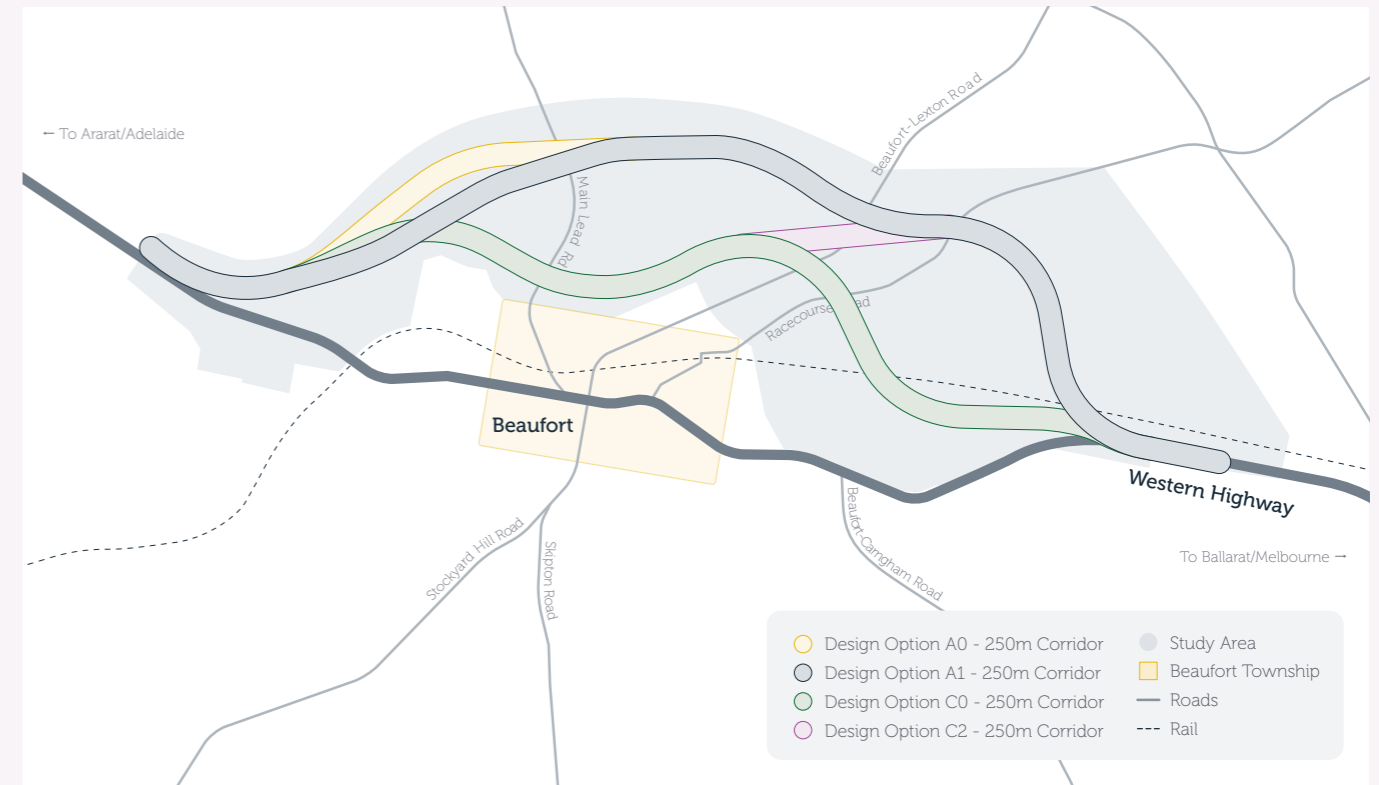 ← To Ararat/Adelaide
Beaufort-Lexton Road
Main Lead Rd
Racecourse Road
Beaufort
Western Highway
To Ballarat/Melbourne →
Beaufort-Carngham Road
Stockyard Hill Road
Skipton Road
Design Option A0 - 250m Corridor
Design Option A1 - 250m Corridor
Design Option C0 - 250m Corridor
Design Option C2 - 250m Corridor
Study Area
Beaufort Township
Roads
Rail